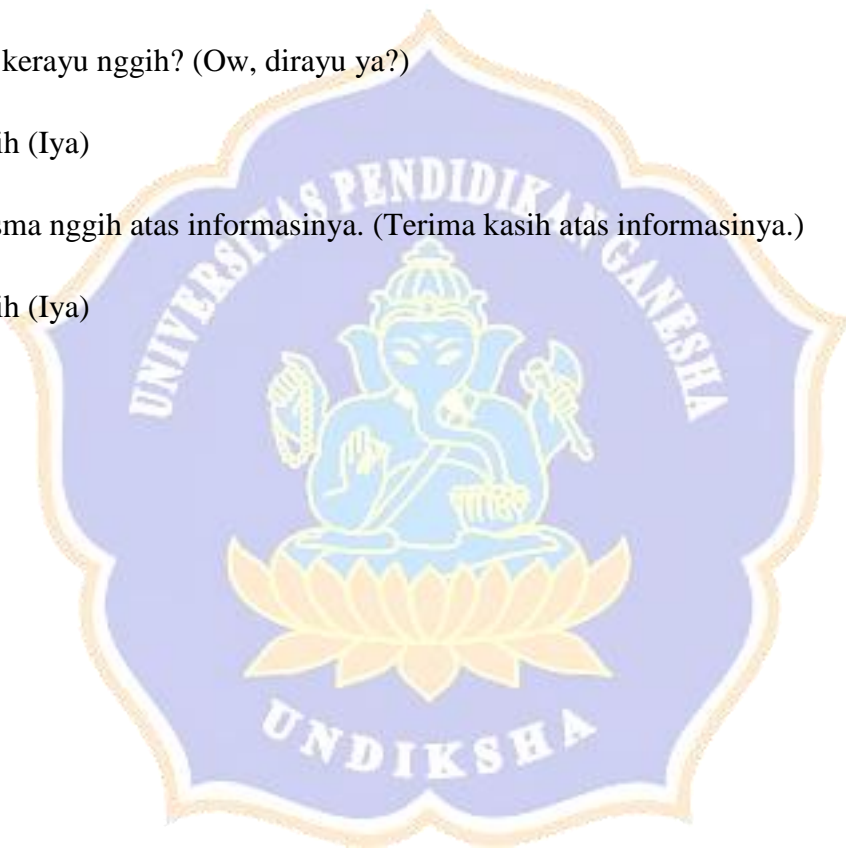 kerayu nggih? (Ow, dirayu ya?)
ih (Iya)
sma nggih atas informasinya. (Terima kasih atas informasinya.)
ih (Iya)
UNIVERSITAS PENDIDIKAN GANESHA
UNDIKSHA